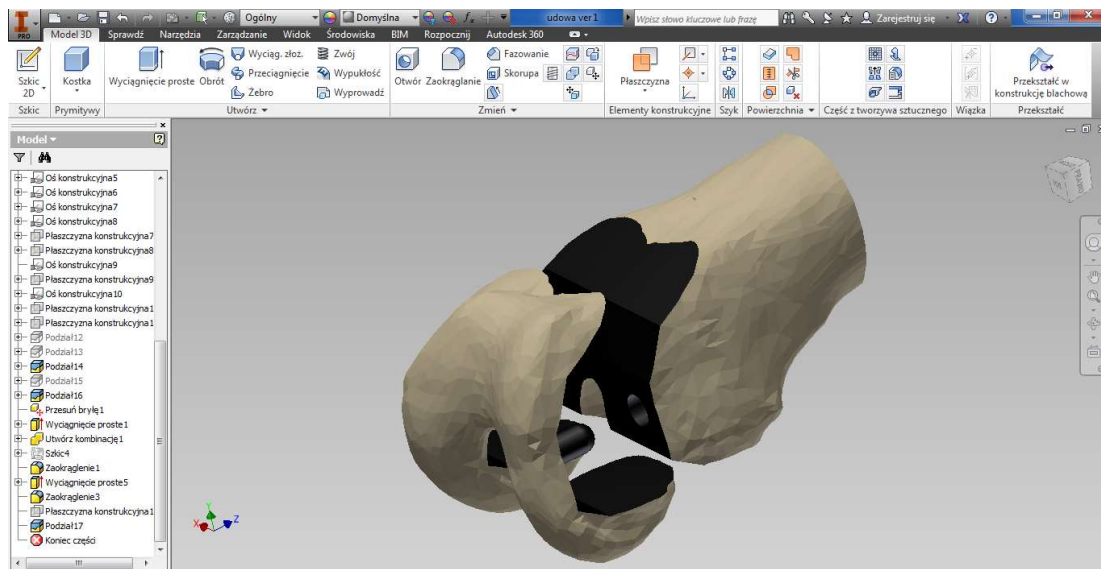 PRO
Ogólny
Domyślna
udowa ver1
Wpisz słowo kluczowe lub frazę
Zarejestruj się
Model 3D Sprawdź Narzędzia Zarządzanie Widok Środowiska BIM Rozpocznij Autodesk 360
Szkic 2D
Kostka
Wyciągnięcie proste
Obrót
Wyciąg. złoz.
Przeciągnięcie
Żebro
Zwój
Wypukłość
Wyprowadź
Otwór
Zaokrąglanie
Fazowanie
Skorupa
Płaszczyzna
Przekształć w konstrukcję blachową
Szkic Prymitywy Utwórz Zmień Elementy konstrukcyjne Szyk Powierzchnia Część z tworzywa sztucznego Wiązka Przekształć
Model
Oś konstrukcyjna5
Oś konstrukcyjna6
Oś konstrukcyjna7
Oś konstrukcyjna8
Płaszczyzna konstrukcyjna7
Płaszczyzna konstrukcyjna8
Oś konstrukcyjna9
Płaszczyzna konstrukcyjna9
Oś konstrukcyjna10
Płaszczyzna konstrukcyjna1
Płaszczyzna konstrukcyjna1
Podział12
Podział13
Podział14
Podział15
Podział16
Przesuń bryłę1
Wyciągnięcie proste1
Utwórz kombinację1
Szkic4
Zaokrąglenie1
Wyciągnięcie proste5
Zaokrąglenie3
Płaszczyzna konstrukcyjna1
Podział17
Koniec części
Y
X
Z